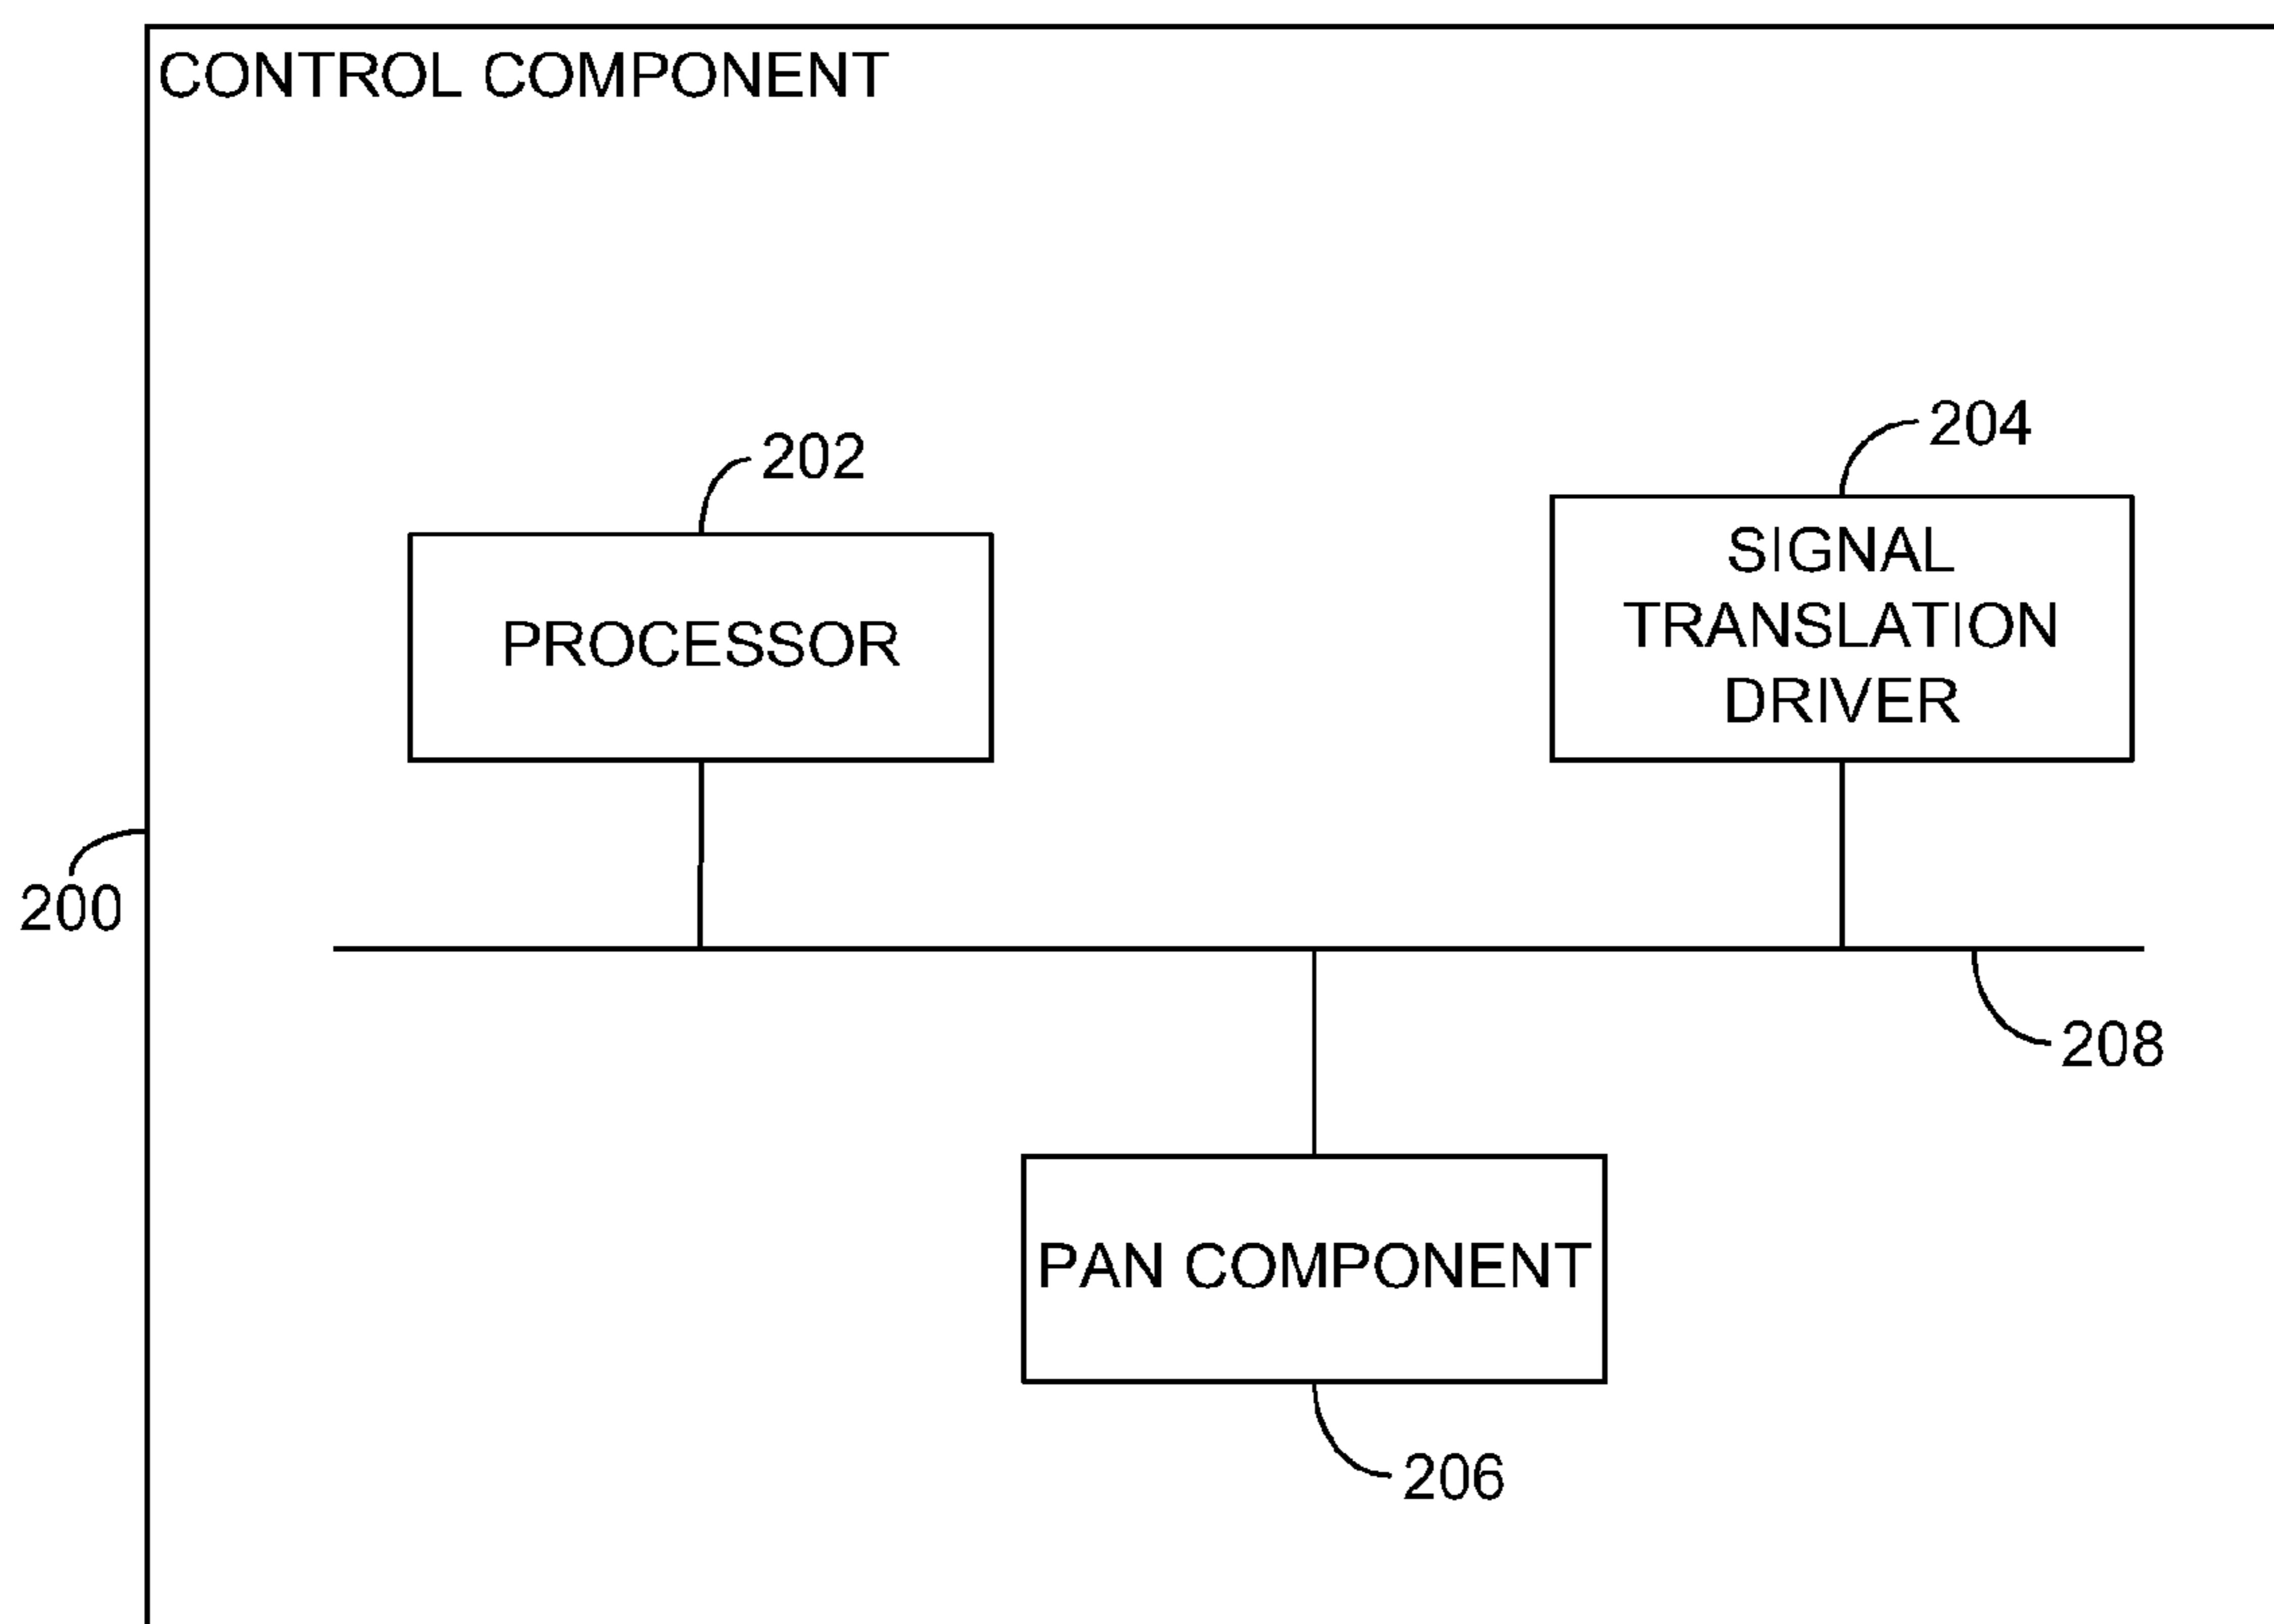 CONTROL COMPONENT
204
202
SIGNAL
TRANSLATION
DRIVER
PROCESSOR
200
208
PAN COMPONENT
206